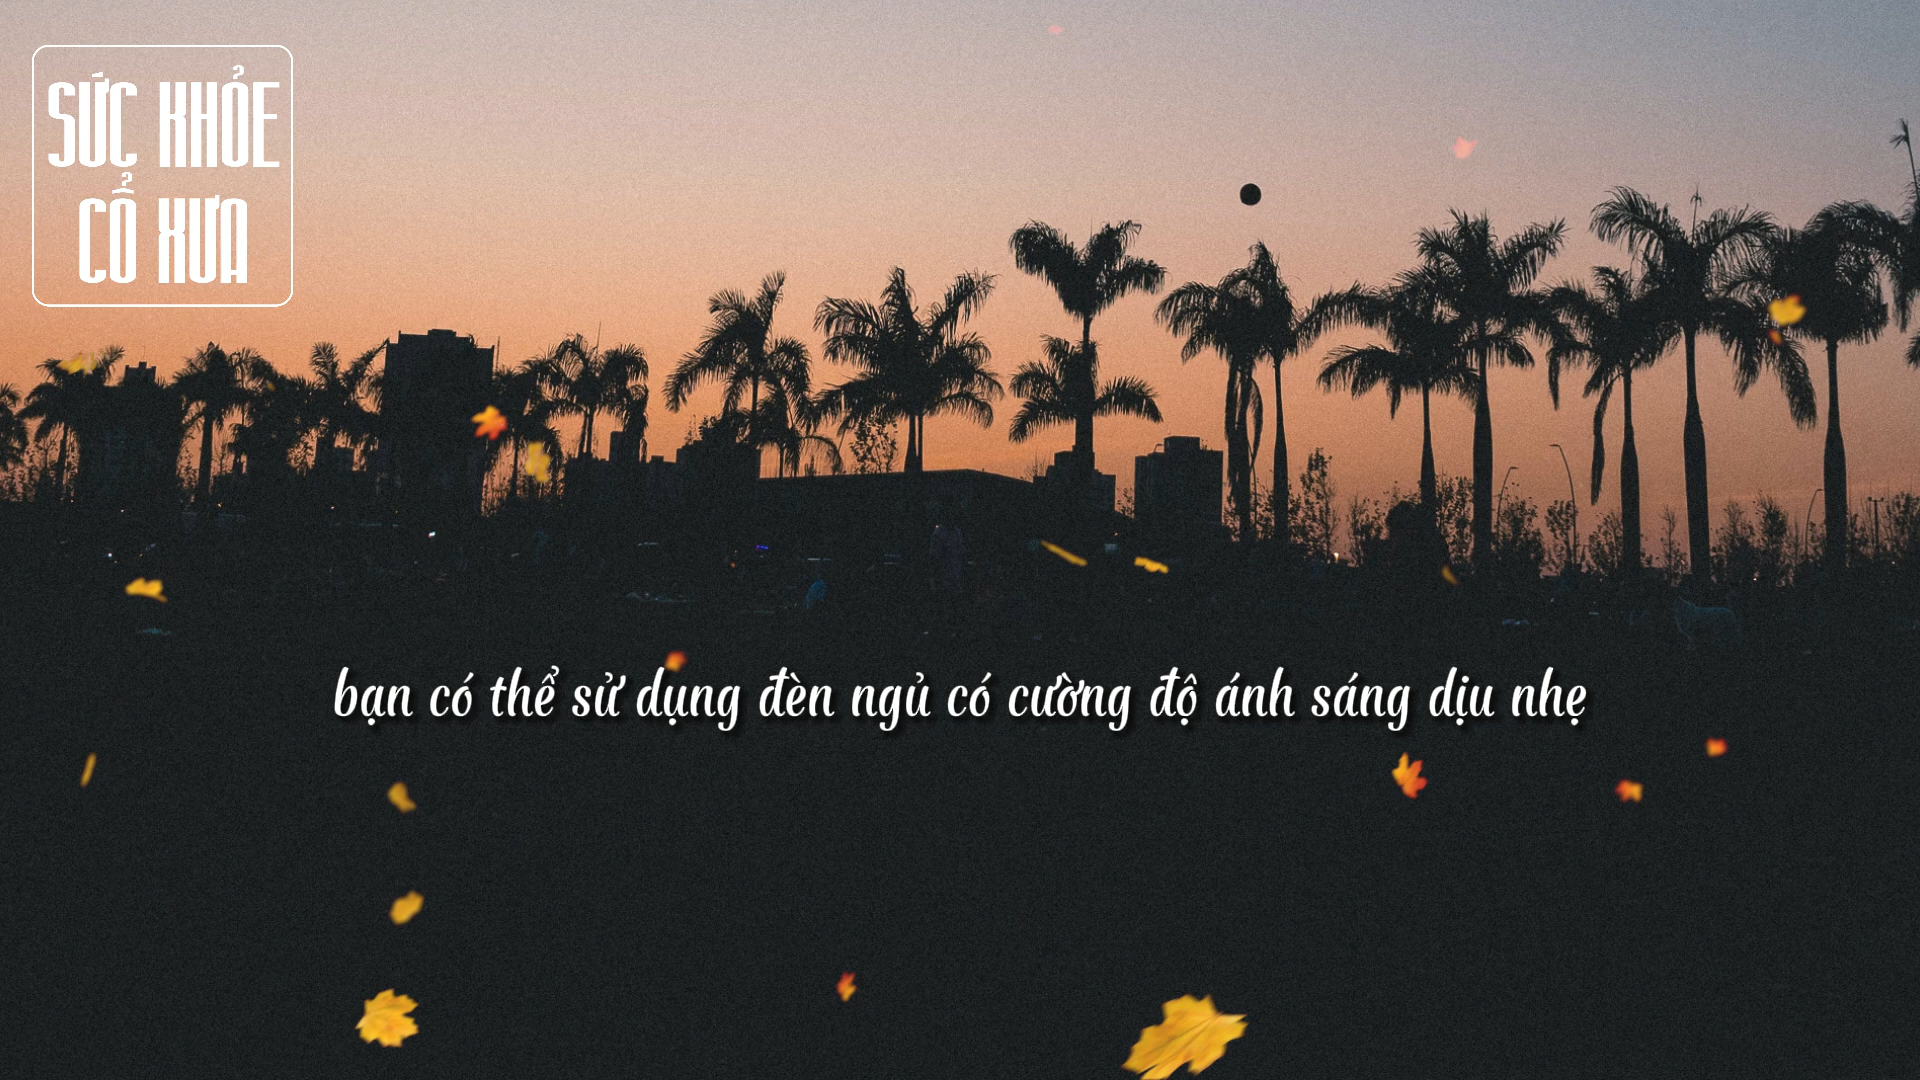 SỨC KHỎE
CỔ XƯA
bạn có thể sử dụng đèn ngủ có cường độ ánh sáng dịu nhẹ